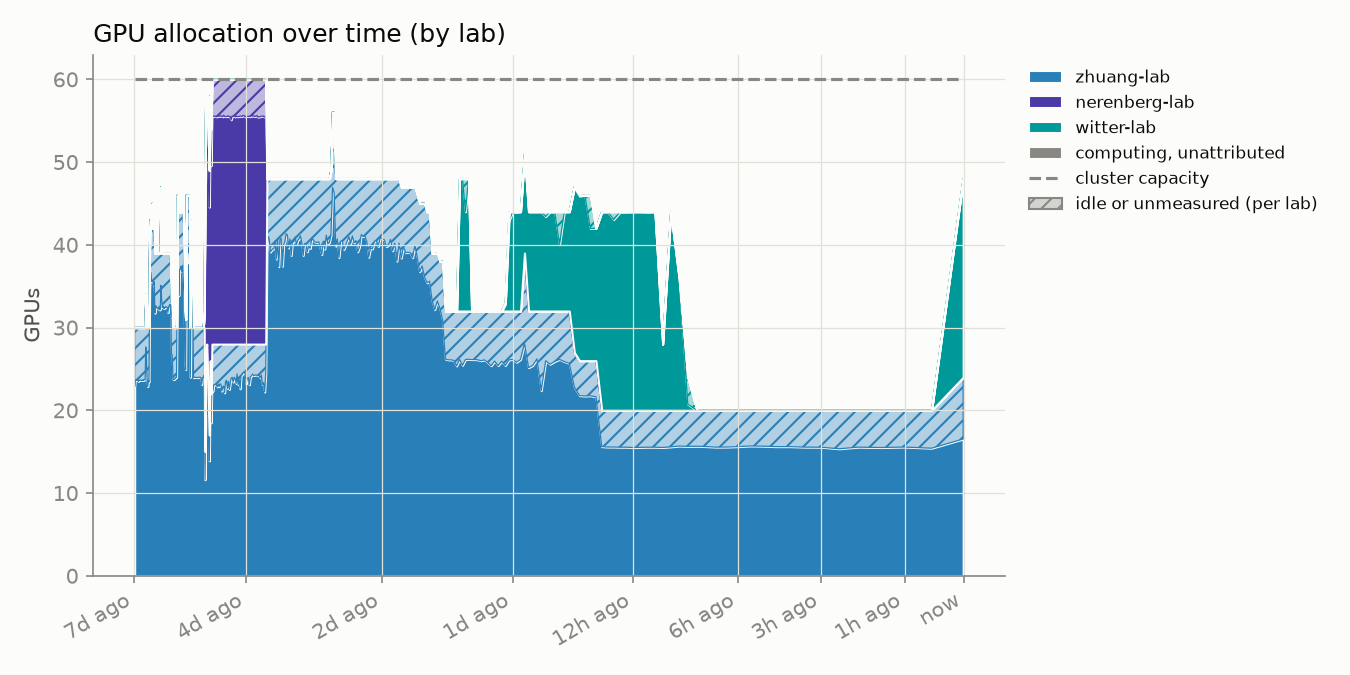 GPU allocation over time (by lab)
60
50
40
30
20
10
0
GPUs
7d ago
4d ago
2d ago
1d ago
12h ago
6h ago
3h ago
1h ago
now
zhuang-lab
nerenberg-lab
witter-lab
computing, unattributed
cluster capacity
idle or unmeasured (per lab)